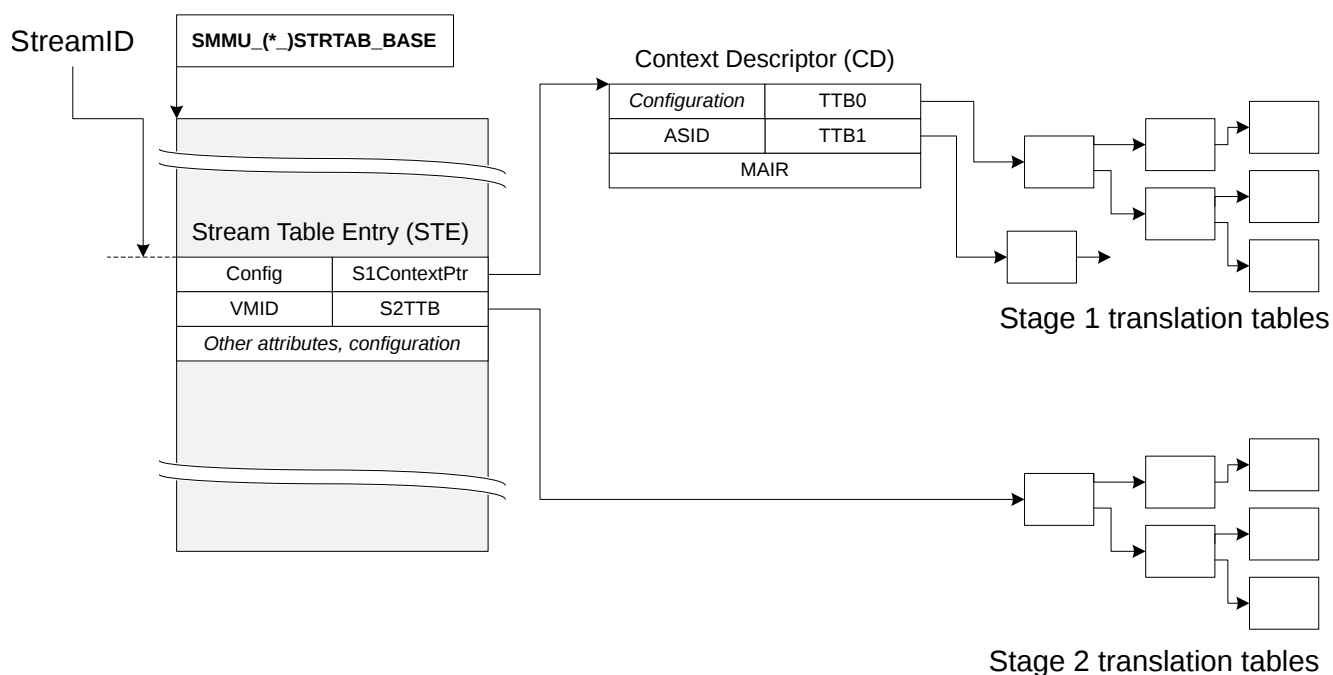 StreamID
SMMU_(*_)STRTAB_BASE
Context Descriptor (CD)
Configuration TTB0
ASID TTB1
MAIR
Stream Table Entry (STE)
Config S1ContextPtr
VMID S2TTB
Other attributes, configuration
Stage 1 translation tables
Stage 2 translation tables